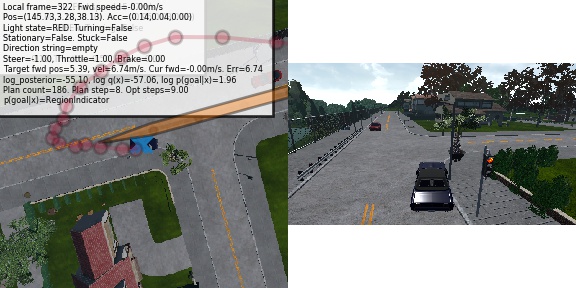 Local frame=322: Fwd speed=-0.00m/s
Pos=(145.73,3.28,38.13). Acc=(0.14,0.04,0.00)
Light state=RED: Turning=False
Stationary=False. Stuck=False
Direction string=empty
Steer=-1.00, Throttle=1.00, Brake=0.00
Target fwd pos=5.39, vel=6.74m/s. Cur fwd=-0.00m/s. Err=6.74
log_posterior=-55.10, log q(x)=-57.06, log p(goal|x)=1.96
Plan count=186. Plan step=8. Opt steps=9.00
p(goal|x)=RegionIndicator